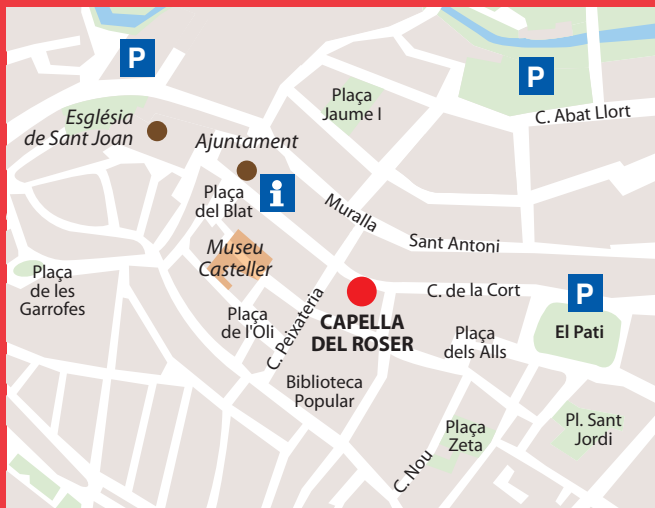 P
P
Plaça
Jaume I
C. Abat Llort
Església
de Sant Joan
Ajuntament
i
Plaça
del Blat
Muralla
Sant Antoni
Museu
Casteller
Plaça
de les
Garrofes
C. de la Cort
P
Plaça
de l'Oli
C. Peixateria
CAPELLA
DEL ROSER
Plaça
dels Alls
El Pati
Biblioteca
Popular
Plaça
Zeta
Pl. Sant
Jordi
C. Nou